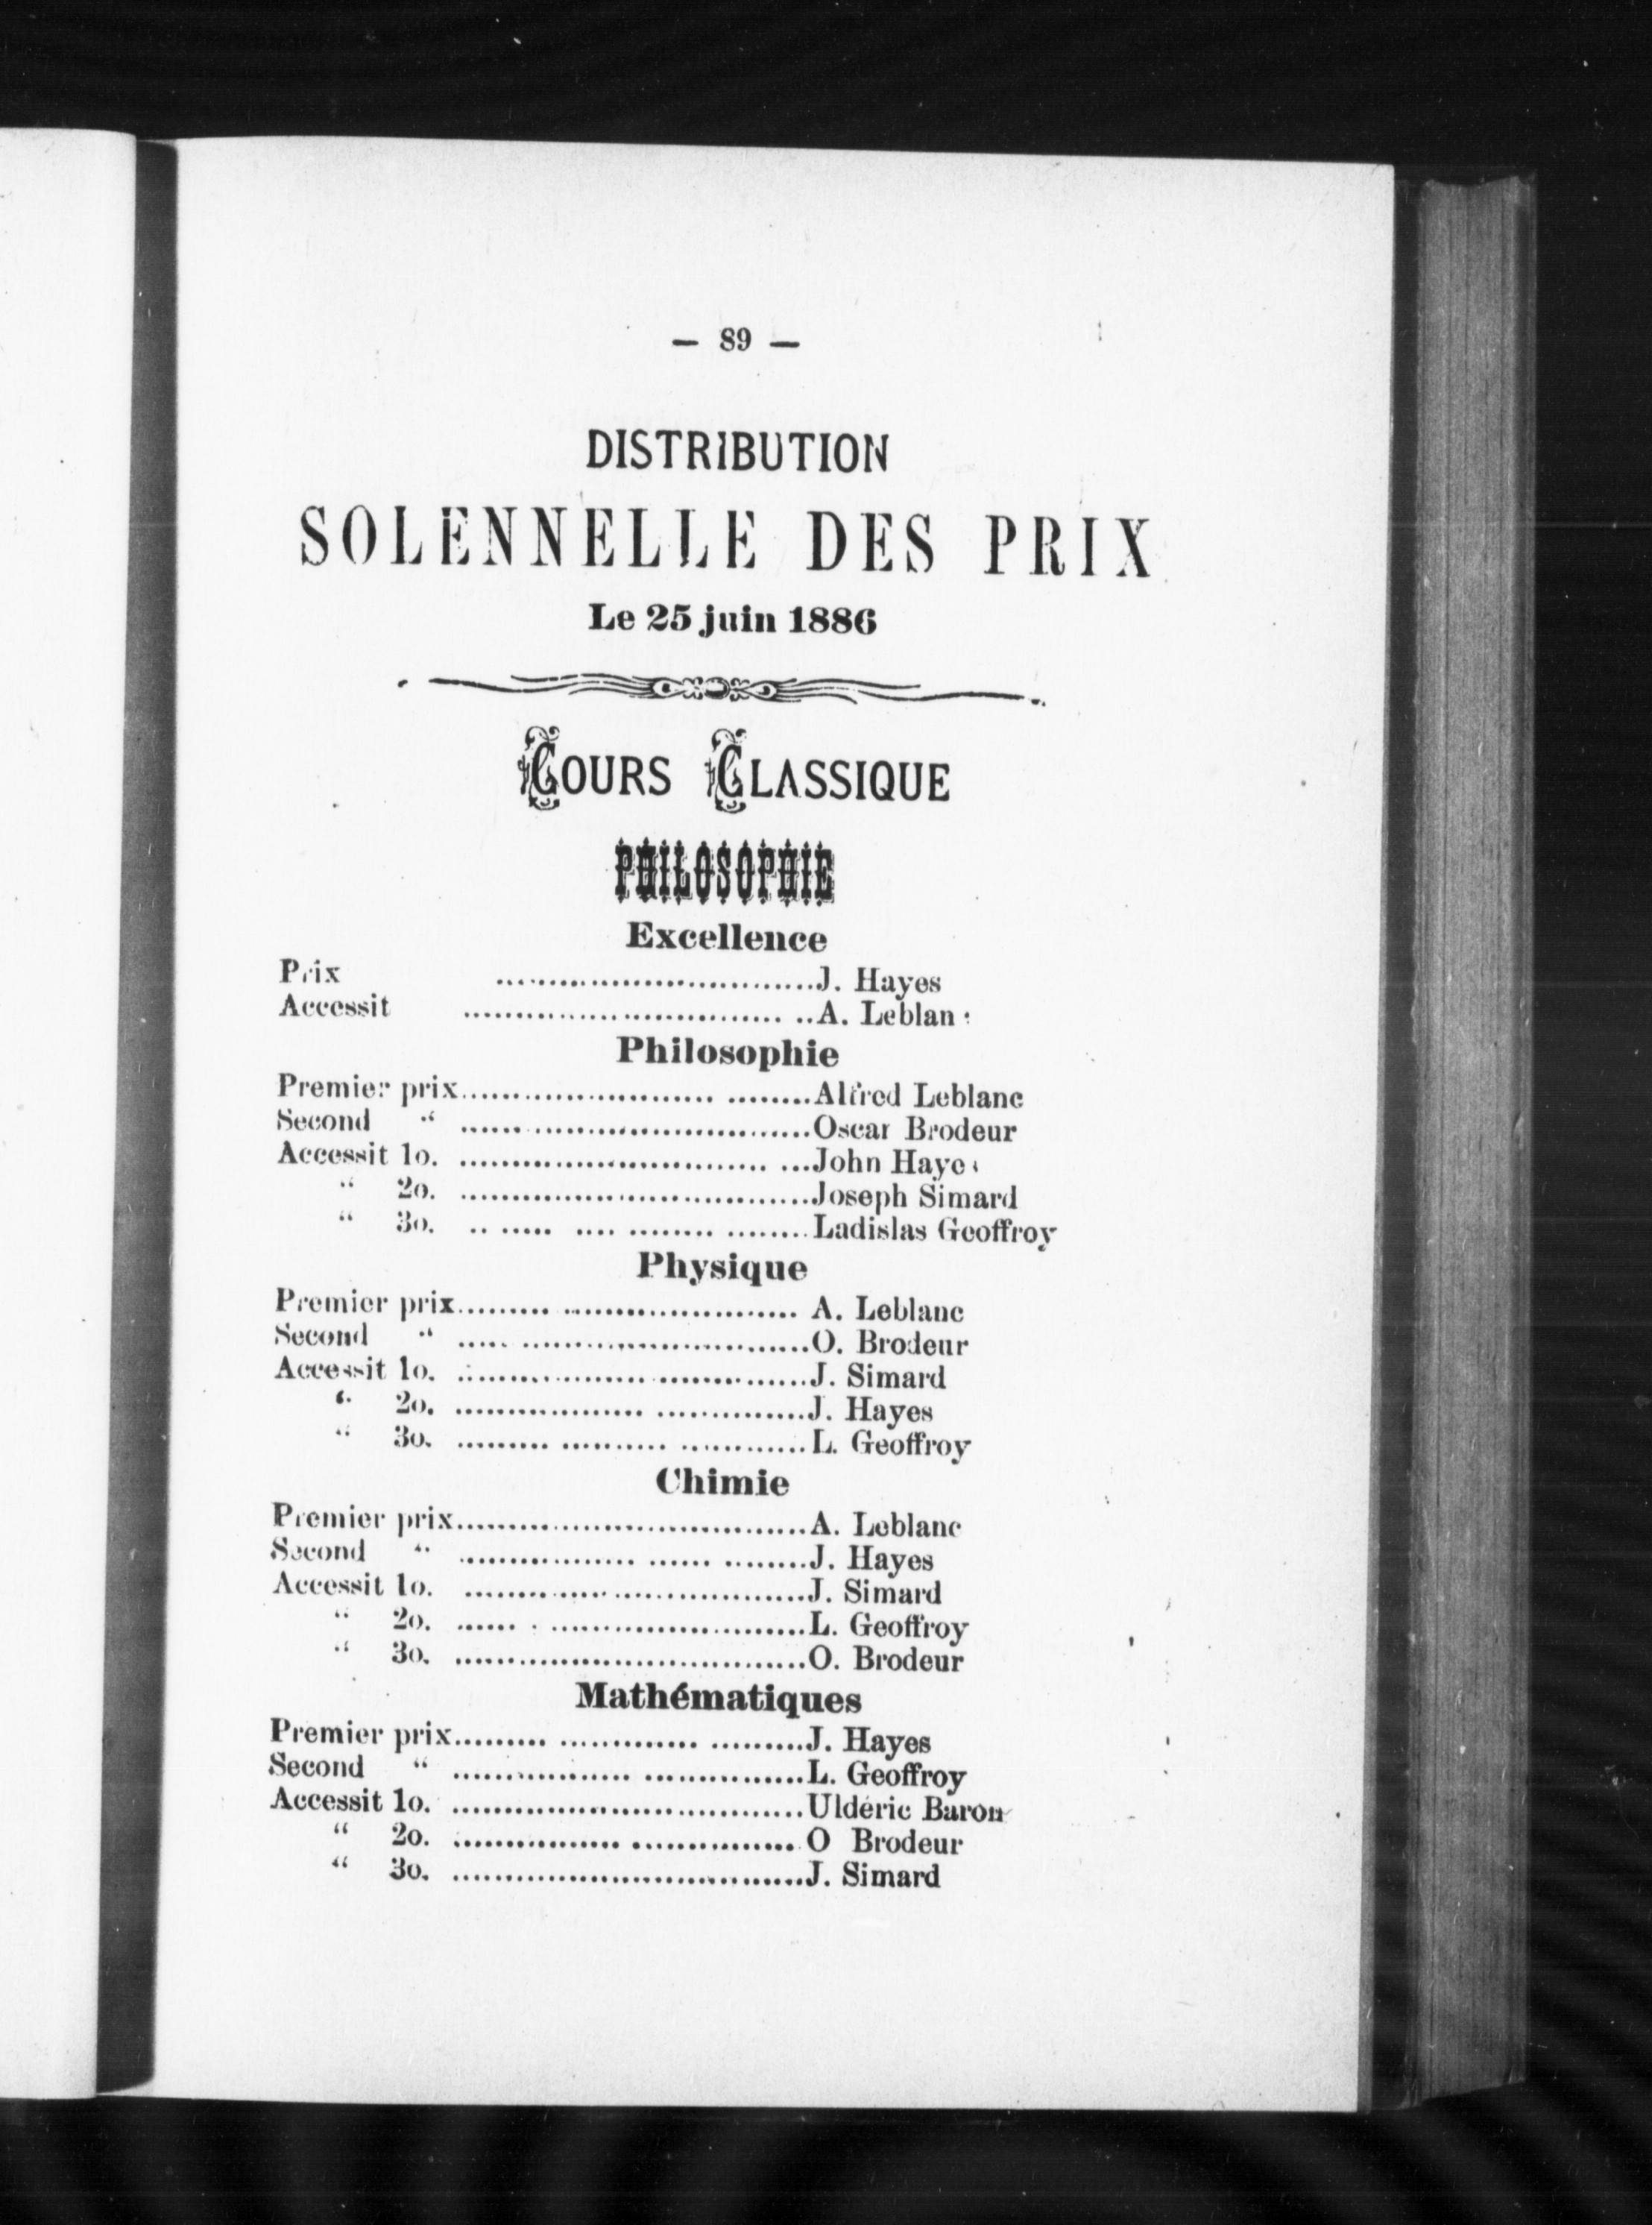 — 89 —
DISTRIBUTION
SOLENNELLE DES PRIX
Le 25 juin 1886
COURS CLASSIQUE
PHILOSOPHIE
Excellence
Prix ..............................J. Hayes
Accessit .............................. ..A. Leblanc
Philosophie
Premier prix........................ ........Alfred Leblanc
Second “ .................................Oscar Brodeur
Accessit 1o. ............................. ...John Hayes
“ 2o. .................................Joseph Simard
“ 3o. .. ..... .... ........ ........Ladislas Geoffroy
Physique
Premier prix......... ....................... A. Leblanc
Second “ ..... ...........................O. Brodeur
Accessit 1o. .................................J. Simard
“ 2o. .................. ..............J. Hayes
“ 3o. ......... .......... ............L. Geoffroy
Chimie
Premier prix.................................A. Leblanc
Second “ ................. ...... ........J. Hayes
Accessit 1o. .................................J. Simard
“ 2o. ...... . ........................L. Geoffroy
“ 3o. .................................O. Brodeur
Mathématiques
Premier prix......... ............. .........J. Hayes
Second “ ................. ...............L. Geoffroy
Accessit 1o. .................................Uldéric Baron
“ 2o. ................ ................ O Brodeur
“ 3o. .................................J. Simard